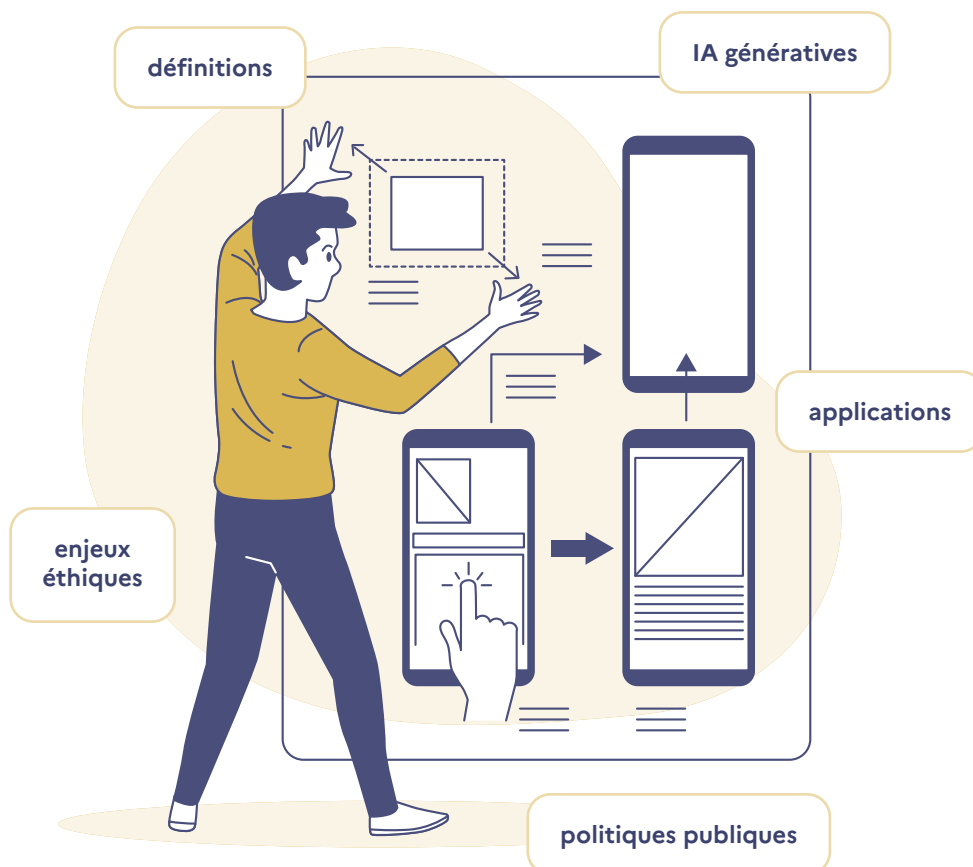 définitions
IA génératives
applications
enjeux
éthiques
politiques publiques